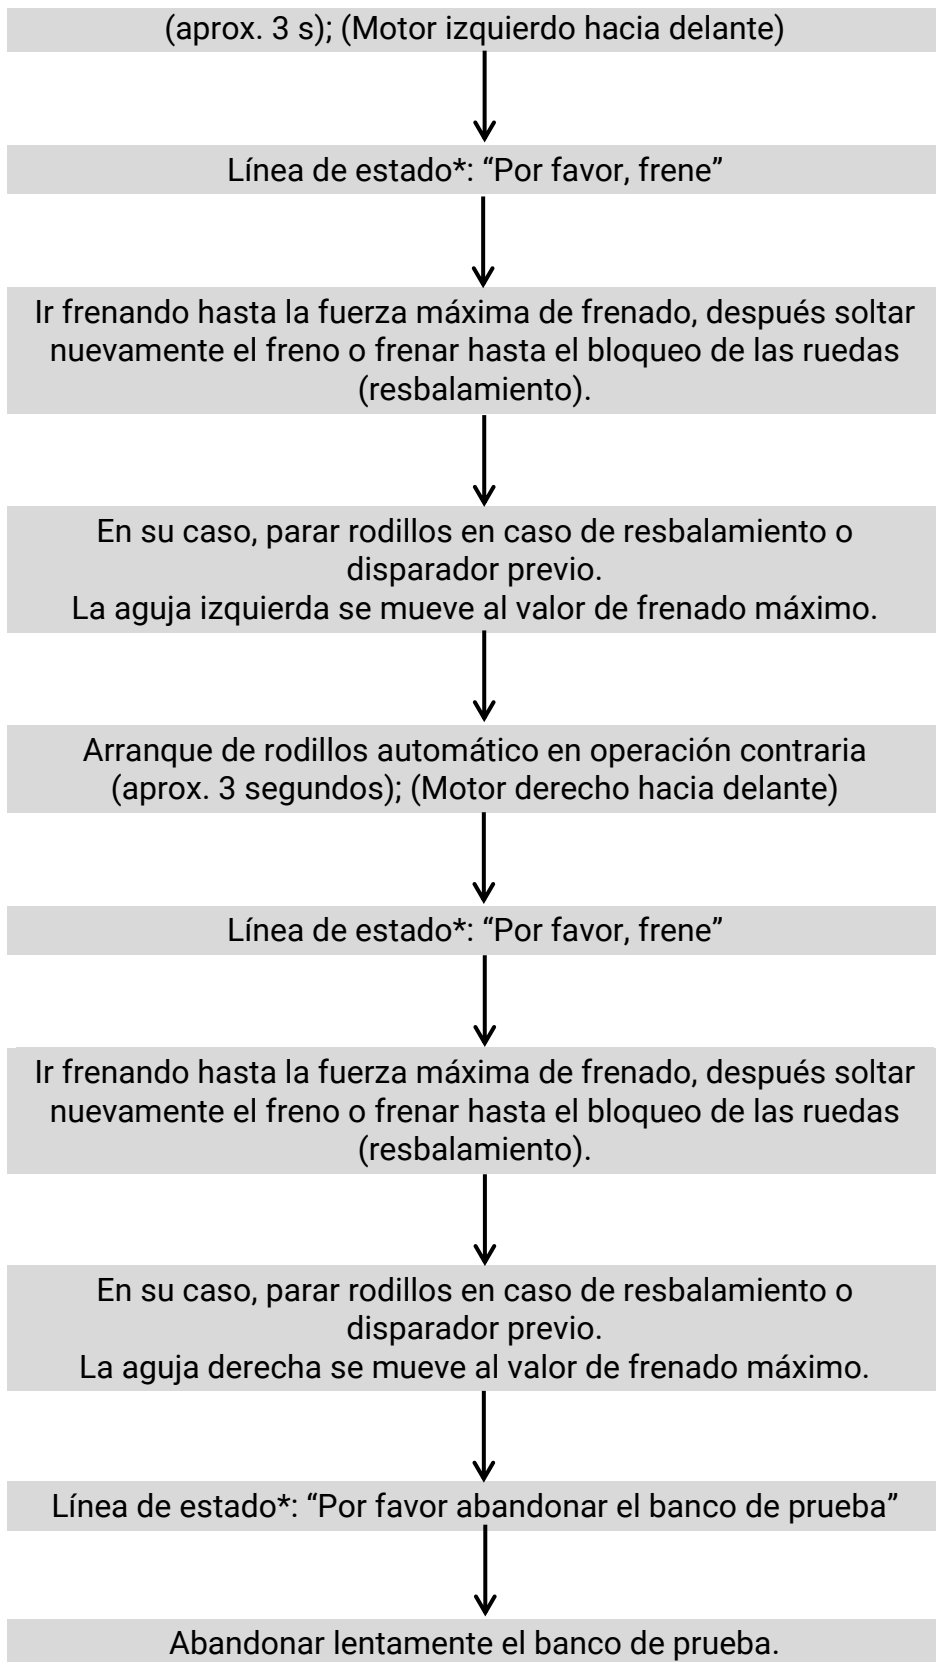 (aprox. 3 s); (Motor izquierdo hacia delante)
Línea de estado*: “Por favor, frene”
Ir frenando hasta la fuerza máxima de frenado, después soltar
nuevamente el freno o frenar hasta el bloqueo de las ruedas
(resbalamiento).
En su caso, parar rodillos en caso de resbalamiento o
disparador previo.
La aguja izquierda se mueve al valor de frenado máximo.
Arranque de rodillos automático en operación contraria
(aprox. 3 segundos); (Motor derecho hacia delante)
Línea de estado*: “Por favor, frene”
Ir frenando hasta la fuerza máxima de frenado, después soltar
nuevamente el freno o frenar hasta el bloqueo de las ruedas
(resbalamiento).
En su caso, parar rodillos en caso de resbalamiento o
disparador previo.
La aguja derecha se mueve al valor de frenado máximo.
Línea de estado*: “Por favor abandonar el banco de prueba”
Abandonar lentamente el banco de prueba.